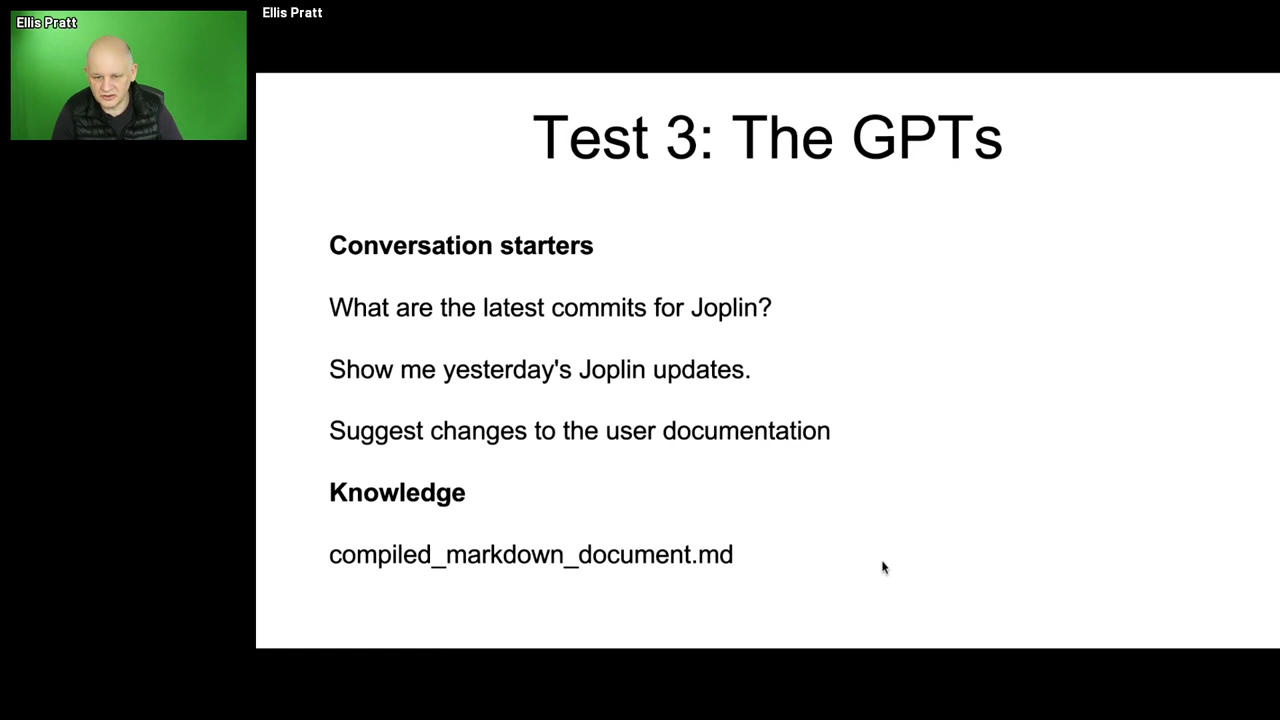 Ellis Pratt
Ellis Pratt
Test 3: The GPTs
Conversation starters
What are the latest commits for Joplin?
Show me yesterday's Joplin updates.
Suggest changes to the user documentation
Knowledge
compiled_markdown_document.md